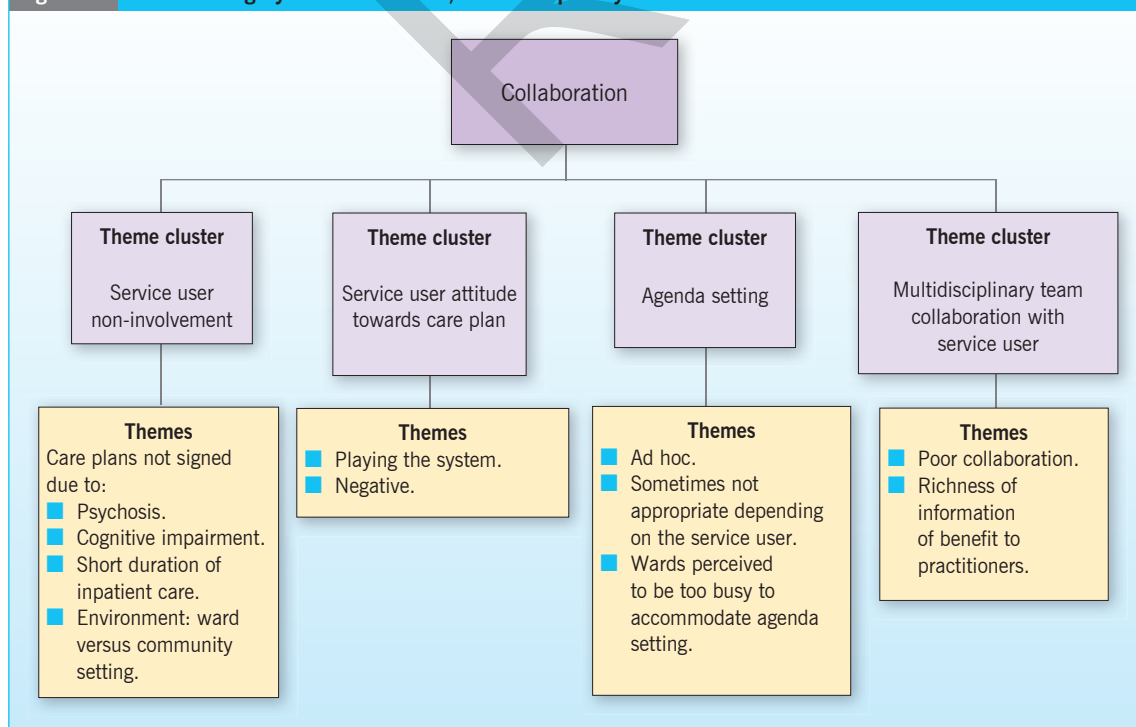 Collaboration
Theme cluster
Service user
non-involvement
Theme cluster
Service user attitude
towards care plan
Theme cluster
Agenda setting
Theme cluster
Multidisciplinary team
collaboration with
service user
Themes
Care plans not signed
due to:
Psychosis.
Cognitive impairment.
Short duration of
inpatient care.
Environment: ward
versus community
setting.
Themes
Playing the system.
Negative.
Themes
Ad hoc.
Sometimes not
appropriate depending
on the service user.
Wards perceived
to be too busy to
accommodate agenda
setting.
Themes
Poor collaboration.
Richness of
information
of benefit to
practitioners.